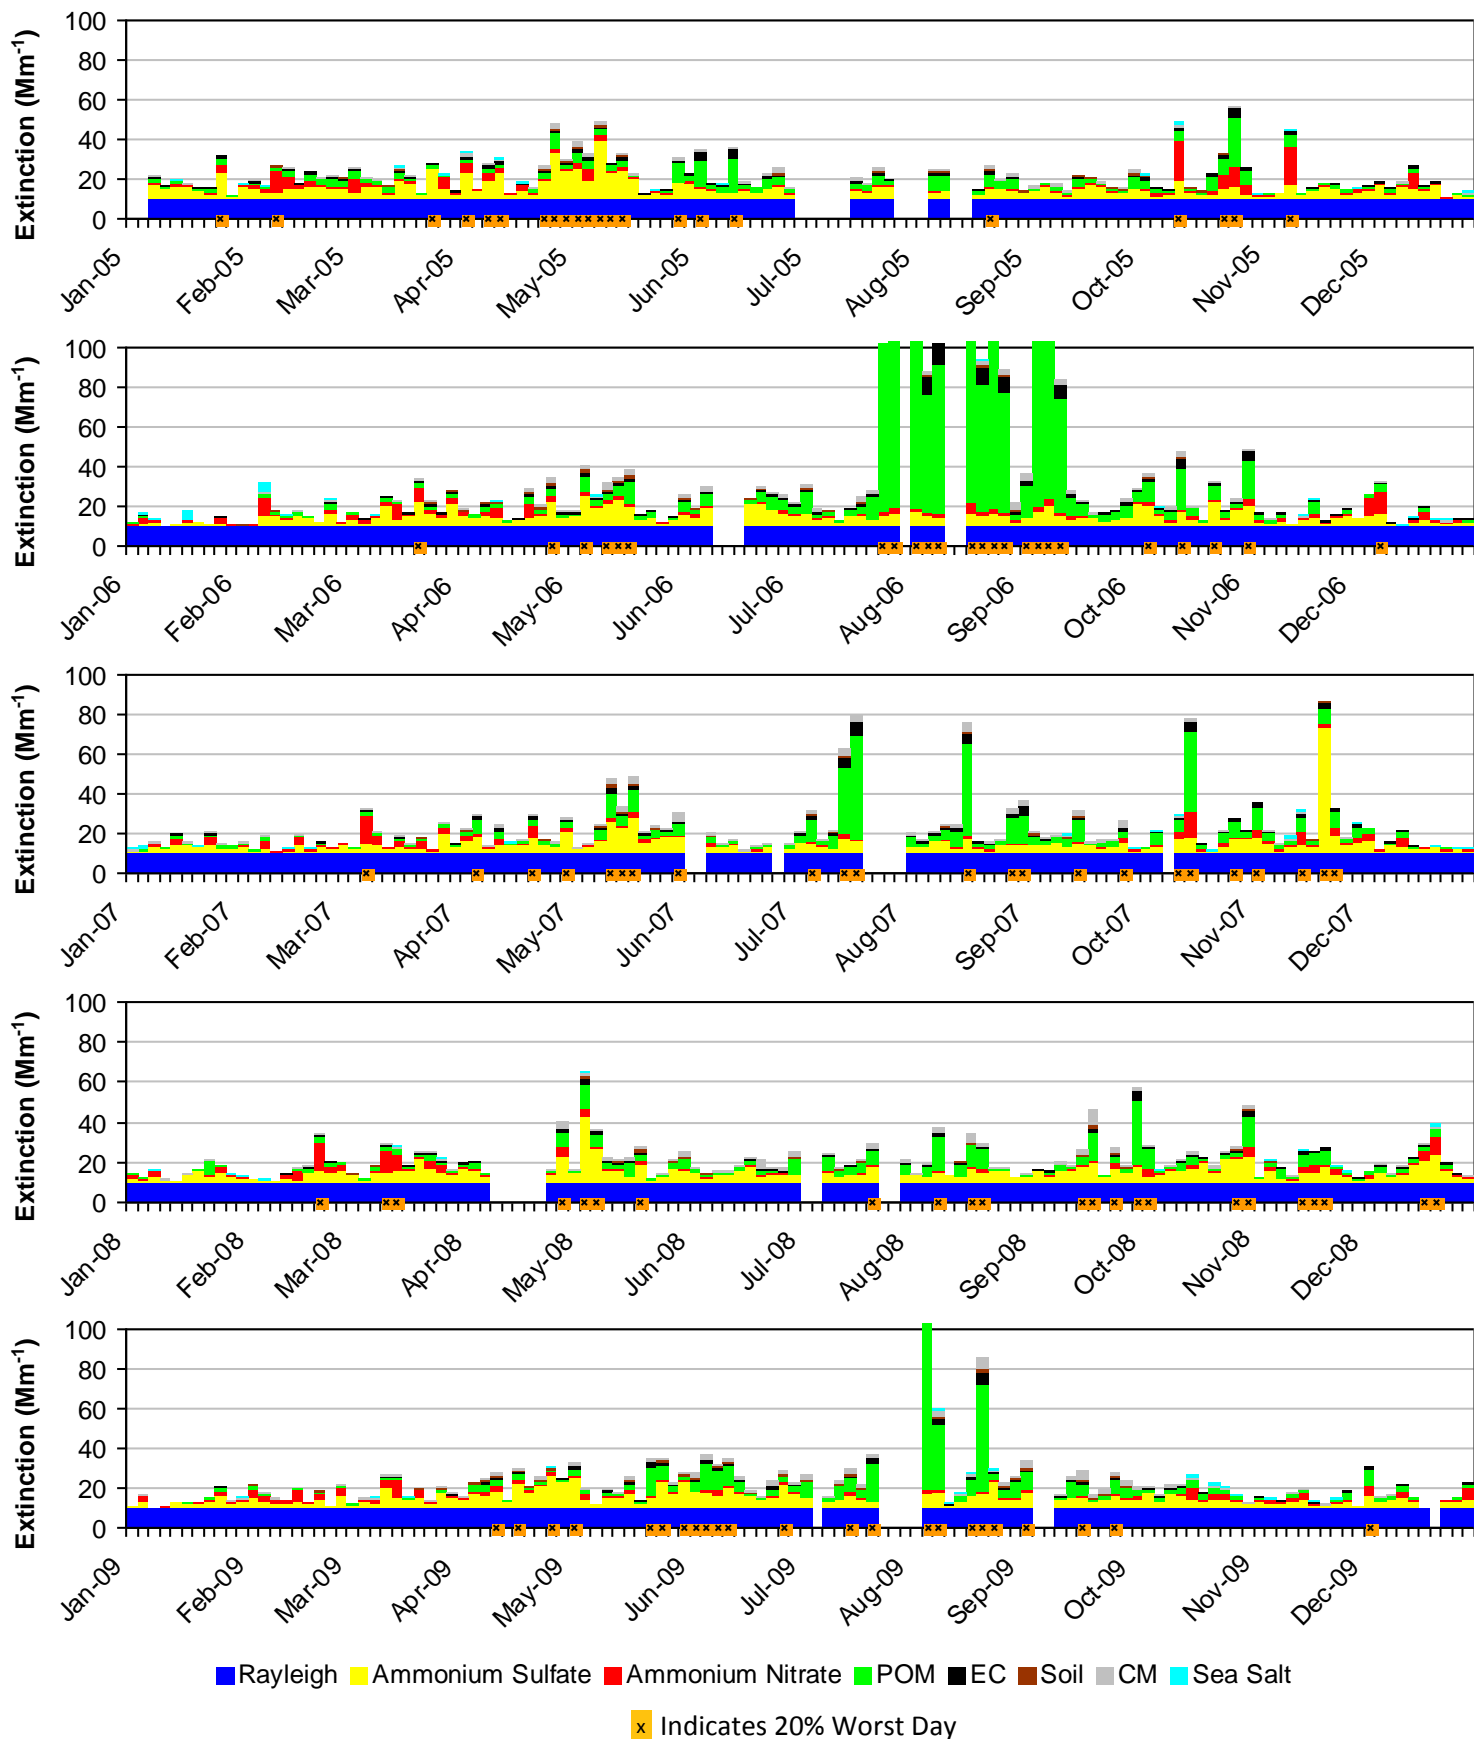 Extinction (Mm-1)
100
80
60
40
20
0
Jan-05 Feb-05 Mar-05 Apr-05 May-05 Jun-05 Jul-05 Aug-05 Sep-05 Oct-05 Nov-05 Dec-05
Extinction (Mm-1)
100
80
60
40
20
0
Jan-06 Feb-06 Mar-06 Apr-06 May-06 Jun-06 Jul-06 Aug-06 Sep-06 Oct-06 Nov-06 Dec-06
Extinction (Mm-1)
100
80
60
40
20
0
Jan-07 Feb-07 Mar-07 Apr-07 May-07 Jun-07 Jul-07 Aug-07 Sep-07 Oct-07 Nov-07 Dec-07
Extinction (Mm-1)
100
80
60
40
20
0
Jan-08 Feb-08 Mar-08 Apr-08 May-08 Jun-08 Jul-08 Aug-08 Sep-08 Oct-08 Nov-08 Dec-08
Extinction (Mm-1)
100
80
60
40
20
0
Jan-09 Feb-09 Mar-09 Apr-09 May-09 Jun-09 Jul-09 Aug-09 Sep-09 Oct-09 Nov-09 Dec-09
Rayleigh Ammonium Sulfate Ammonium Nitrate POM EC Soil CM Sea Salt
x Indicates 20% Worst Day